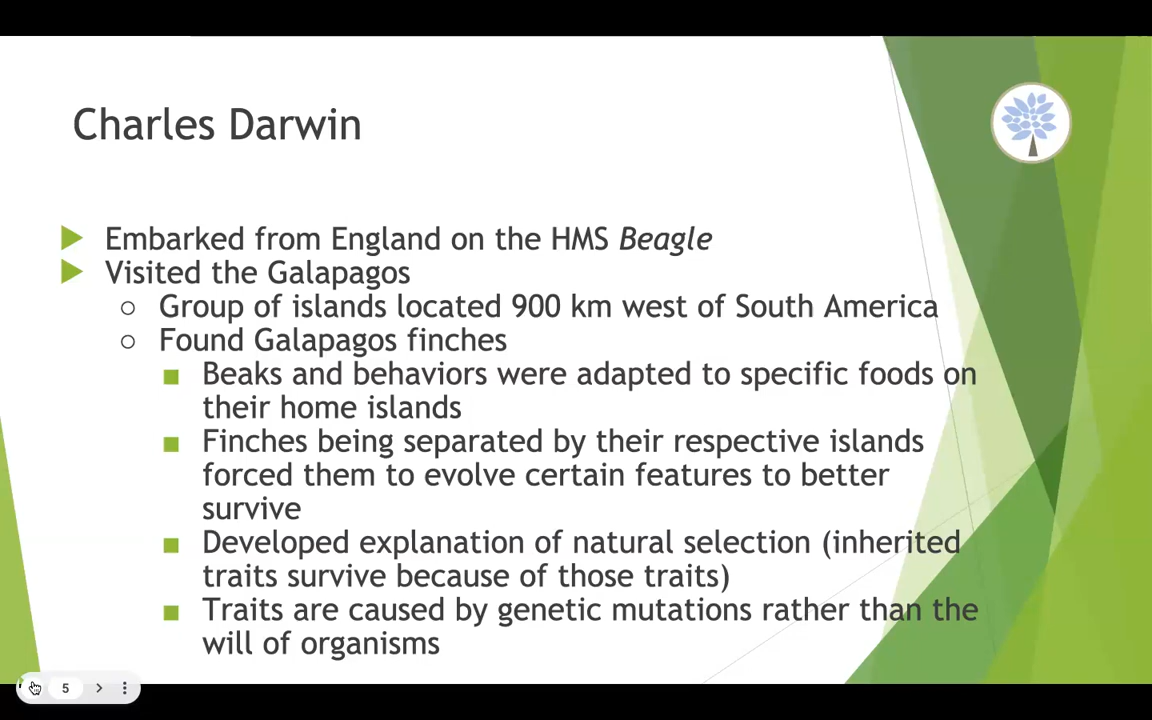 Charles Darwin
Embarked from England on the HMS Beagle
Visited the Galapagos
Group of islands located 900 km west of South America
Found Galapagos finches
Beaks and behaviors were adapted to specific foods on
their home islands
Finches being separated by their respective islands
forced them to evolve certain features to better
survive
Developed explanation of natural selection (inherited
traits survive because of those traits)
Traits are caused by genetic mutations rather than the
will of organisms
5